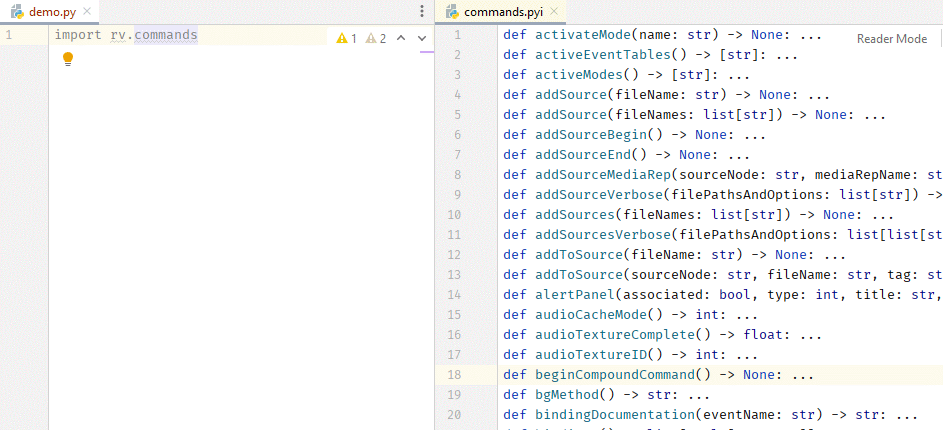 demo.py
1 import rv.commands
1 2
commands.pyi
Reader Mode
1 def activateMode(name: str) -> None: ...
2 def activeEventTables() -> [str]: ...
3 def activeModes() -> [str]: ...
4 def addSource(fileName: str) -> None: ...
5 def addSource(fileNames: list[str]) -> None: ...
6 def addSourceBegin() -> None: ...
7 def addSourceEnd() -> None: ...
8 def addSourceMediaRep(sourceNode: str, mediaRepName: st
9 def addSourceVerbose(filePathsAndOptions: list[str]) ->
10 def addSources(fileNames: list[str]) -> None: ...
11 def addSourcesVerbose(filePathsAndOptions: list[list[st
12 def addToSource(fileName: str) -> None: ...
13 def addToSource(sourceNode: str, fileName: str, tag: st
14 def alertPanel(associated: bool, type: int, title: str,
15 def audioCacheMode() -> int: ...
16 def audioTextureComplete() -> float: ...
17 def audioTextureID() -> int: ...
18 def beginCompoundCommand() -> None: ...
19 def bgMethod() -> str: ...
20 def bindingDocumentation(eventName: str) -> str: ...